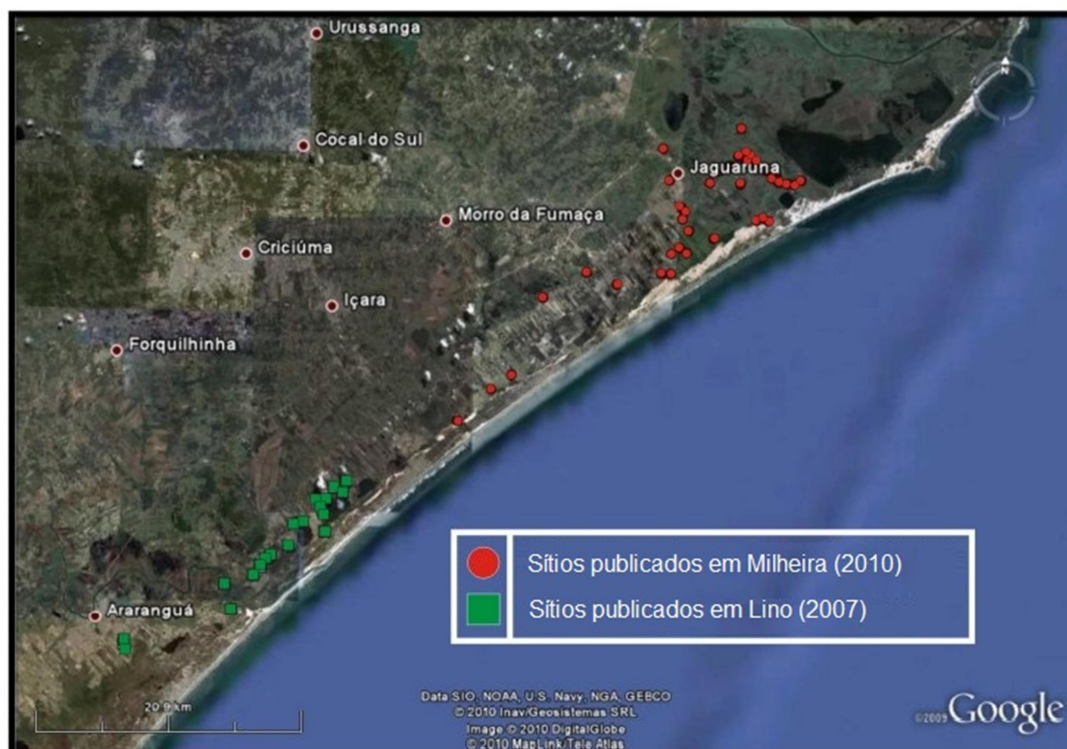 Urussanga
Cocal do Sul
N
Jaguaruna
Morro da Fumaça
Criciúma
Içara
Forquilhinha
Sítios publicados em Milheira (2010)
Sítios publicados em Lino (2007)
Araranguá
20.9 km
Data SIO, NOAA, U.S. Navy, NGA, GEBCO
© 2010 Inav/Geosistemas SRL
Image © 2010 DigitalGlobe
© 2010 MapLink/Tele Atlas
©2009 Google